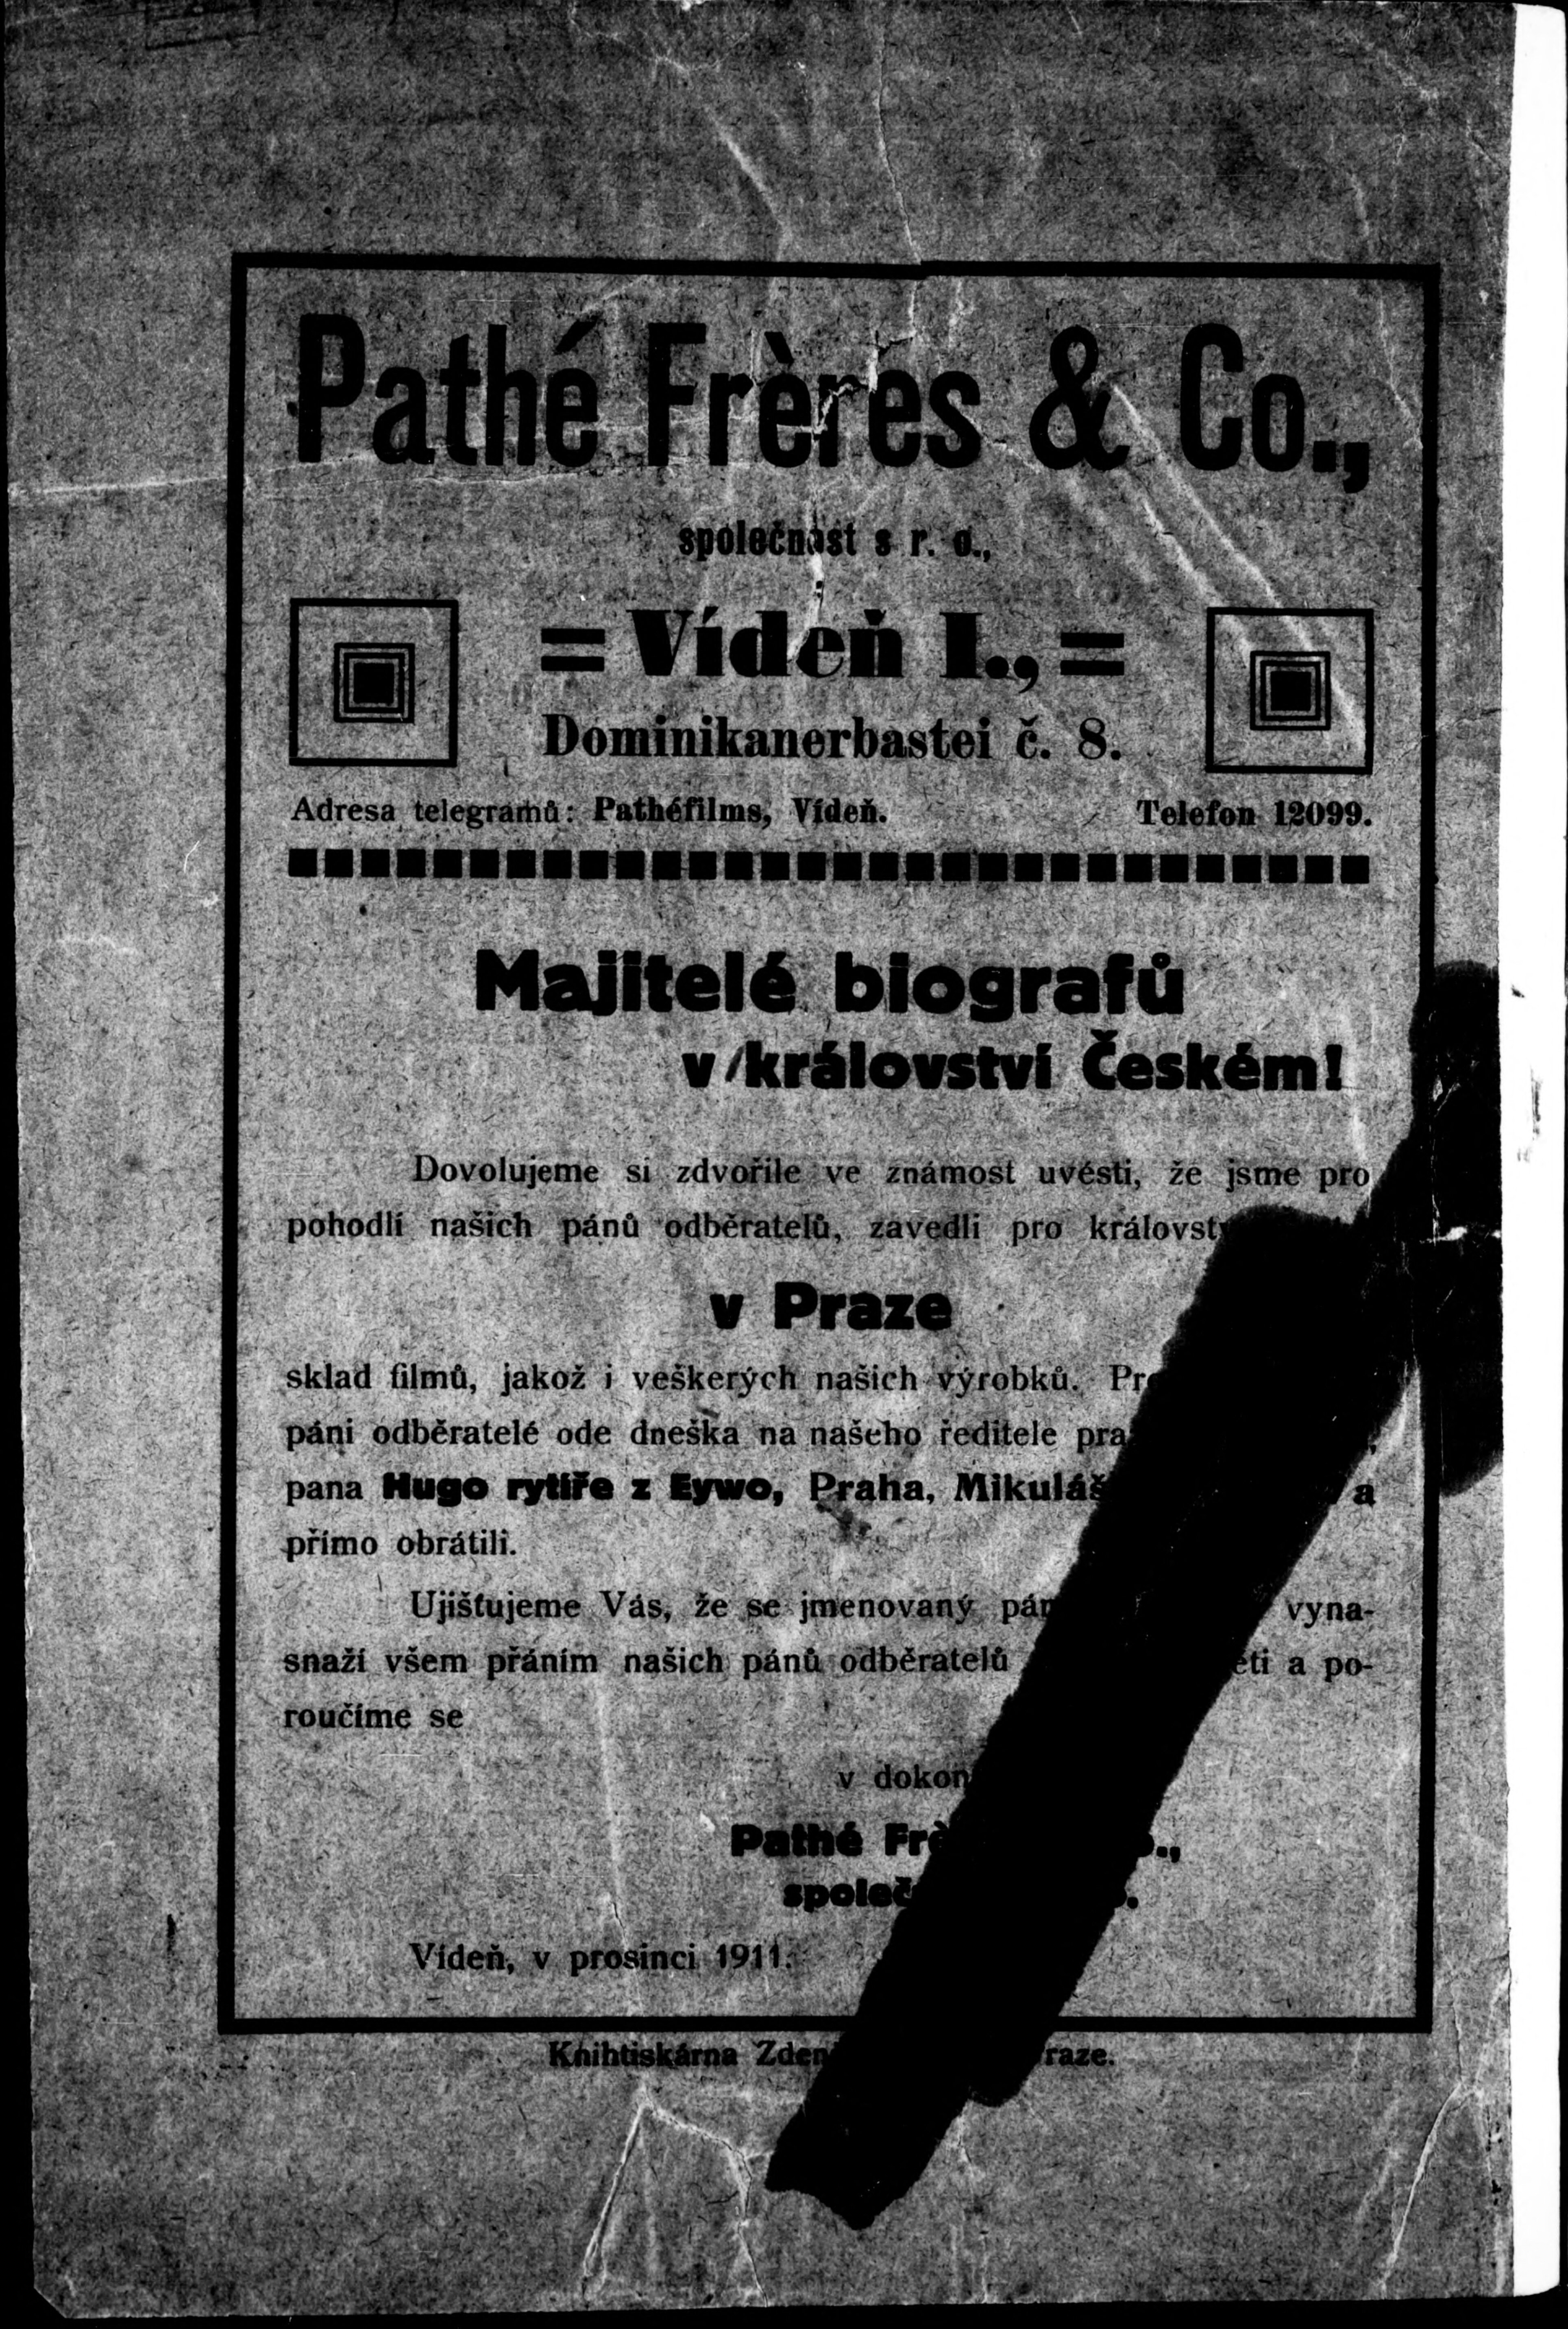 Pathé Frères & Co.,
společnost s r. o.,
= Vídeň I., =
Dominikanerbastei č. 8.
Adresa telegramů: Pathéfilms, Vídeň. Telefon 12099.
Majitelé biografů
v království Českém!
Dovolujeme si zdvořile ve známost uvésti, že jsme pro
pohodlí našich pánů odběratelů, zavedli pro
v Praze
sklad filmů, jakož i veškerých našich výrobků.
páni odběratelé ode dneška na našeho ředitele
pana Hugo rytíře z Eywo, Praha, a
přímo obrátili.
Ujišťujeme Vás, že se jmenovaný vyna-
snaží všem přáním našich pánů odběratelů a po-
roučíme se
v
Pathé
Vídeň, v prosinci 1911.
Knihtiskárna